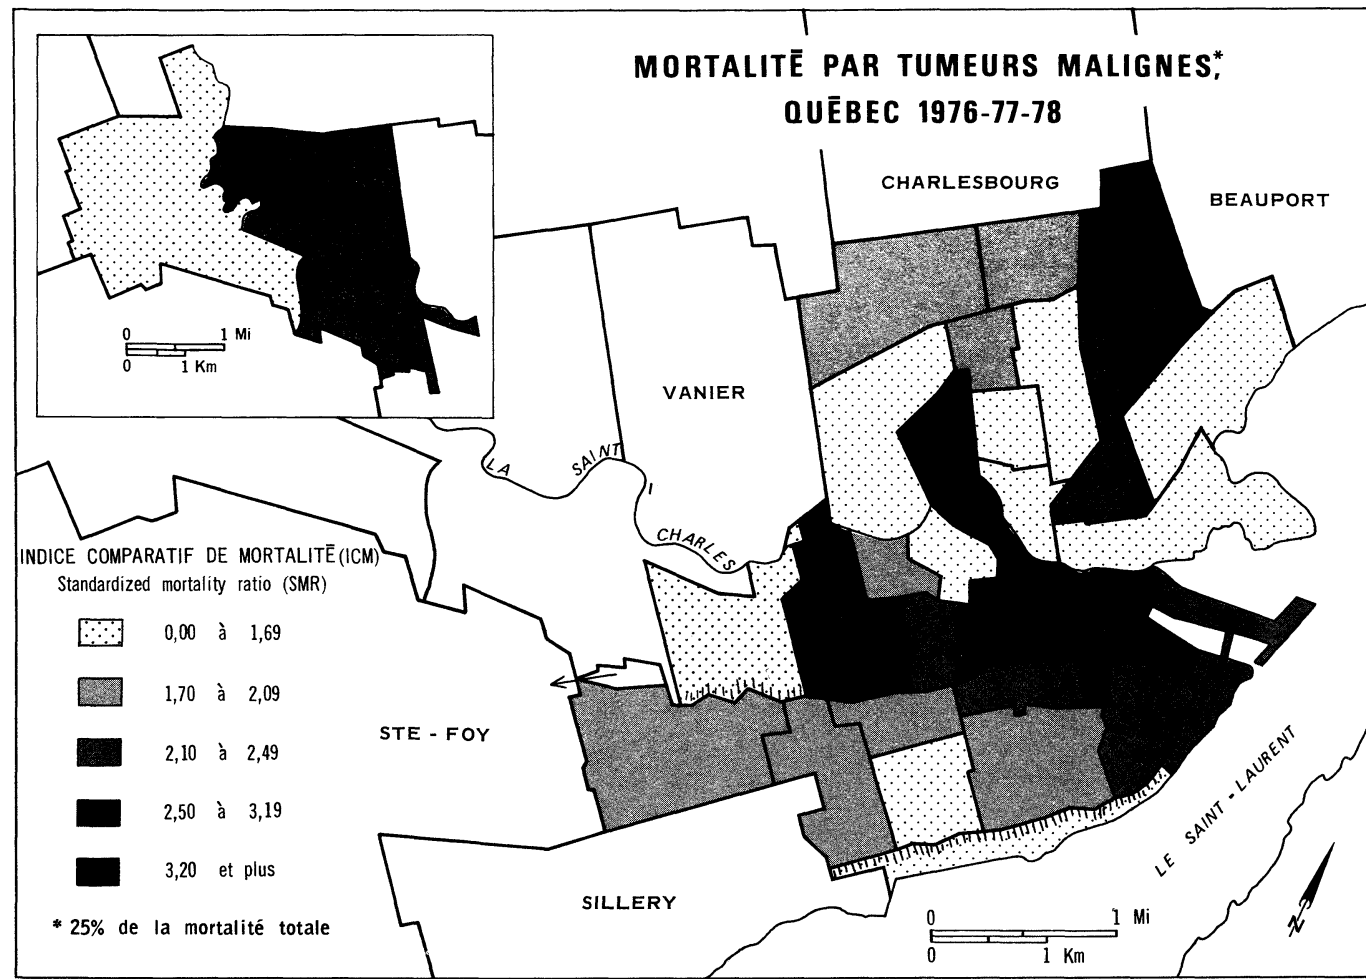 MORTALITÉ PAR TUMEURS MALIGNES,*
QUÉBEC 1976-77-78
CHARLESBOURG
BEAUPORT
0 1 Mi
0 1 Km
VANIER
LA SAINT - CHARLES
INDICE COMPARATIF DE MORTALITÉ (ICM)
Standardized mortality ratio (SMR)
0,00 à 1,69
1,70 à 2,09
2,10 à 2,49
2,50 à 3,19
3,20 et plus
* 25% de la mortalité totale
STE - FOY
SILLERY
LE SAINT - LAURENT
0 1 Mi
0 1 Km
N